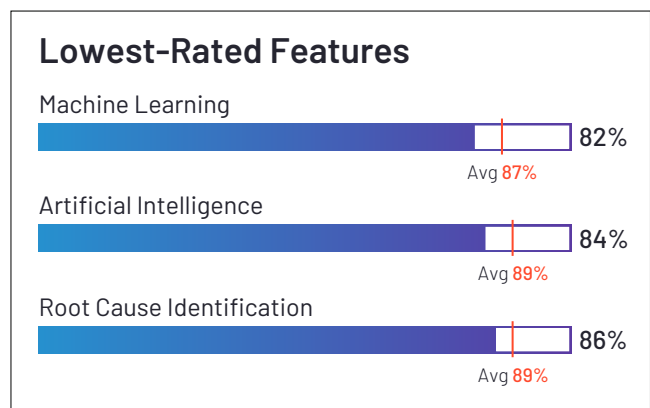 Lowest-Rated Features
Machine Learning
82%
Avg 87%
Artificial Intelligence
84%
Avg 89%
Root Cause Identification
86%
Avg 89%